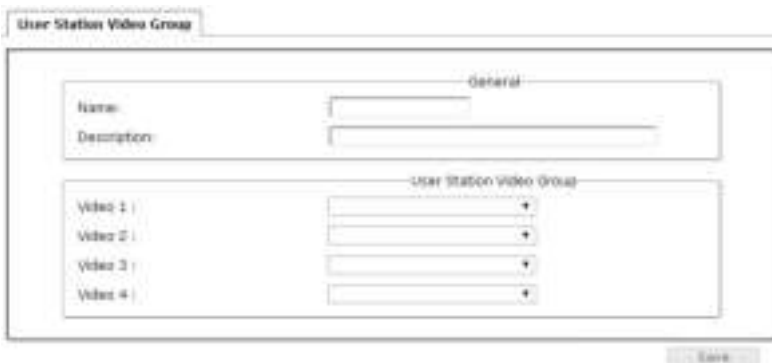 User Station Video Group
General
Name:
Description:
User Station Video Group
Video 1 :
Video 2 :
Video 3 :
Video 4 :
Save